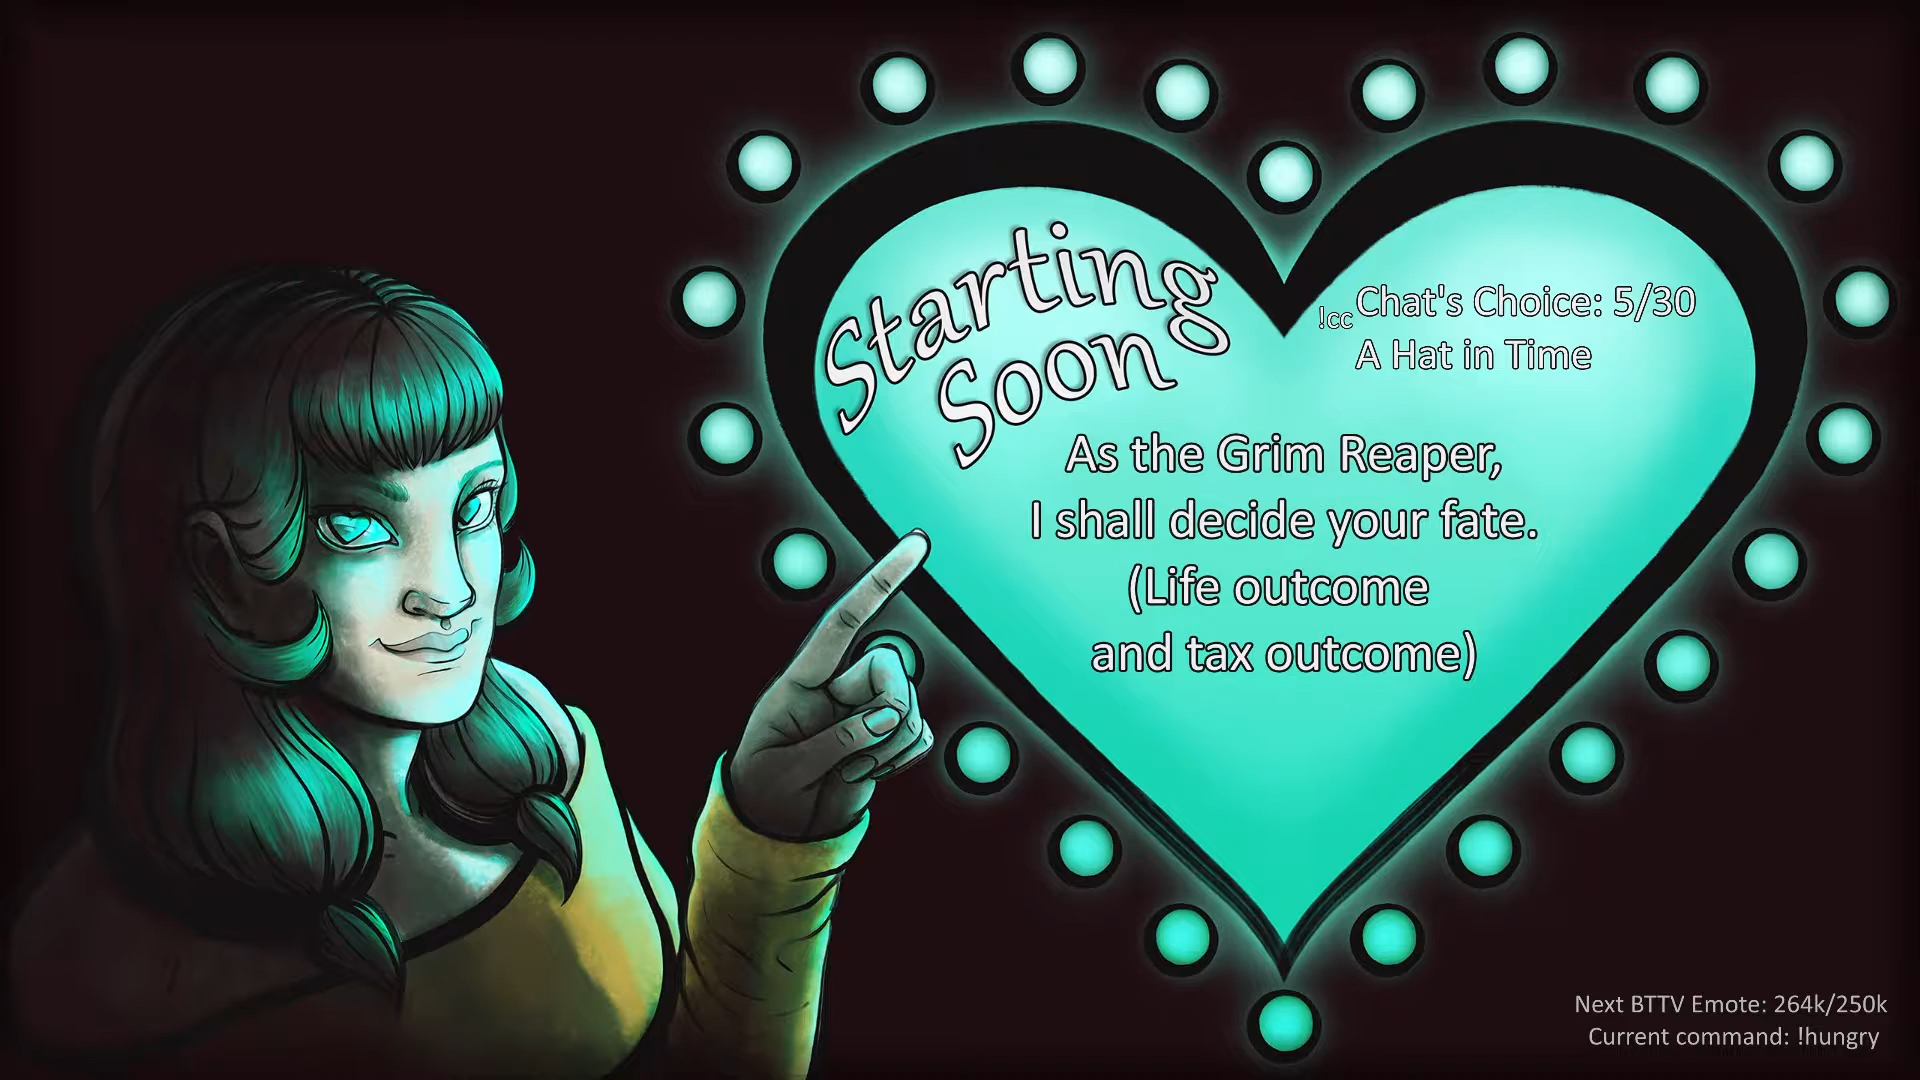 Starting
Soon
!cc Chat's Choice: 5/30
A Hat in Time
As the Grim Reaper,
I shall decide your fate.
(Life outcome
and tax outcome)
Next BTTV Emote: 264k/250k
Current command: !hungry